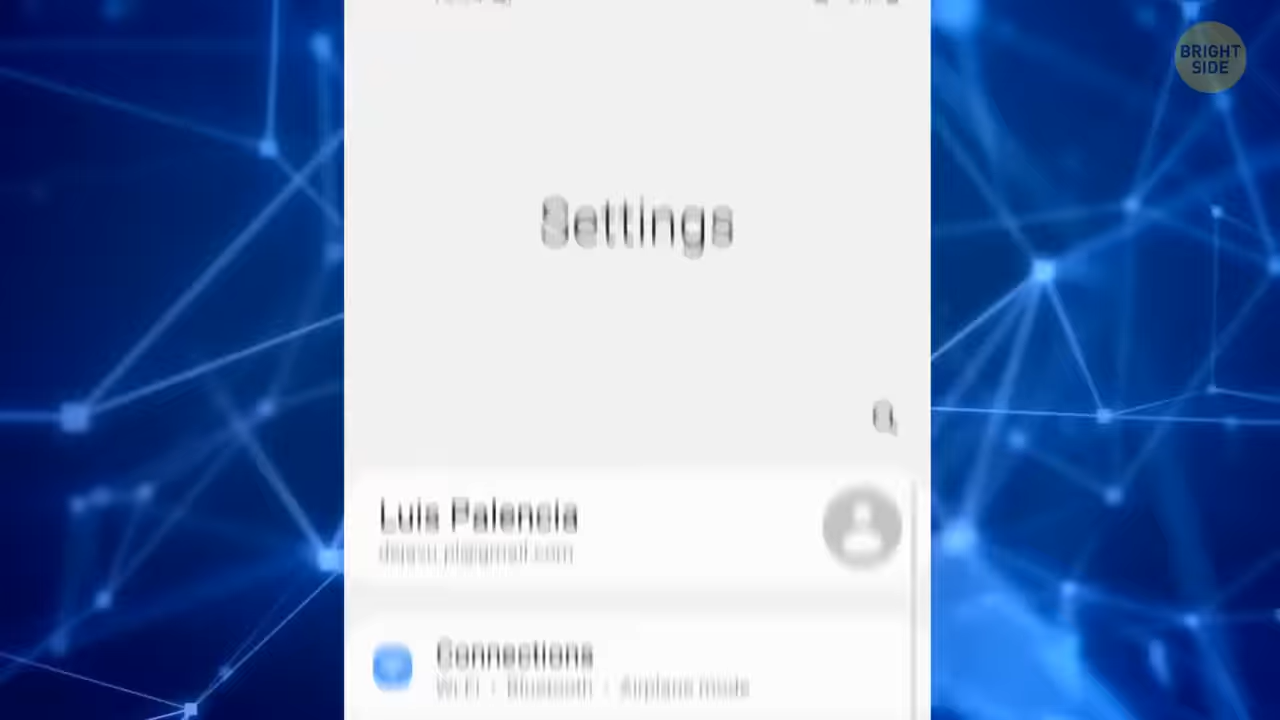 BRIGHT
SIDE
Settings
Luis Palencia
Connections
Wi-Fi • Bluetooth • Airplane mode